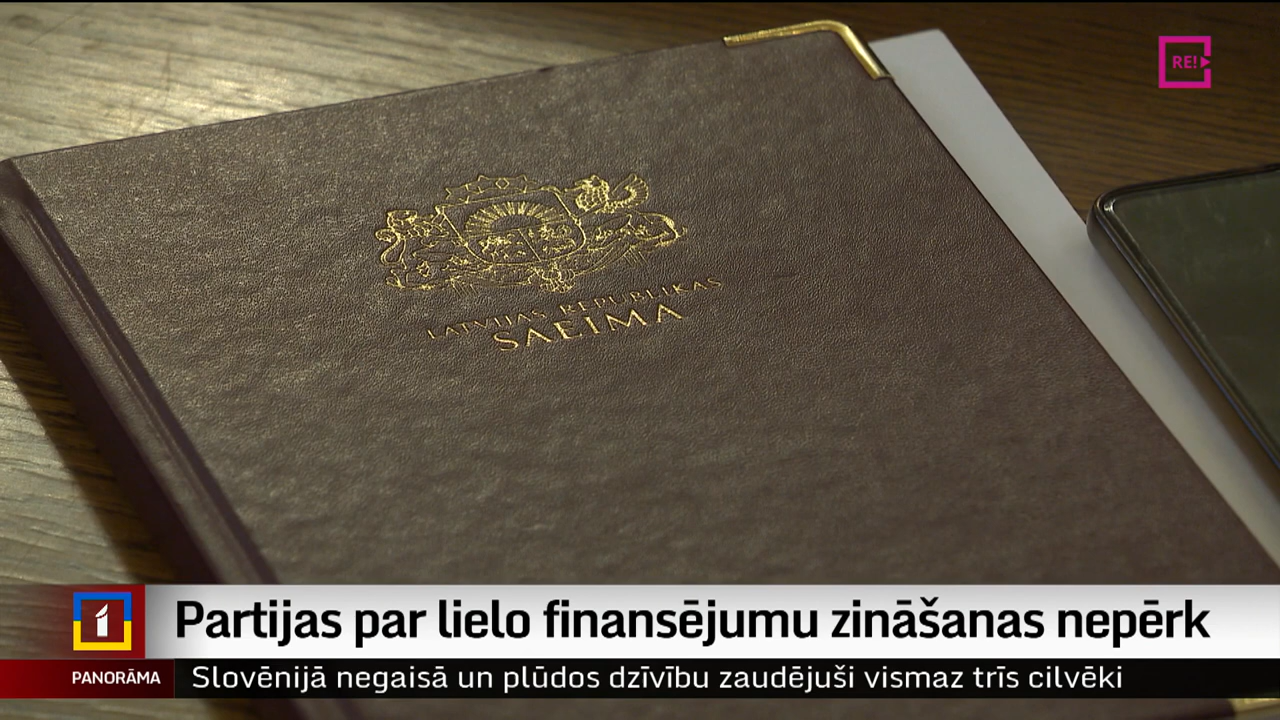 RE!
LATVIJAS REPUBLIKAS
SAEIMA
1
Partijas par lielo finansējumu zināšanas nepērk
PANORĀMA
Slovēnijā negaisā un plūdos dzīvību zaudējuši vismaz trīs cilvēki